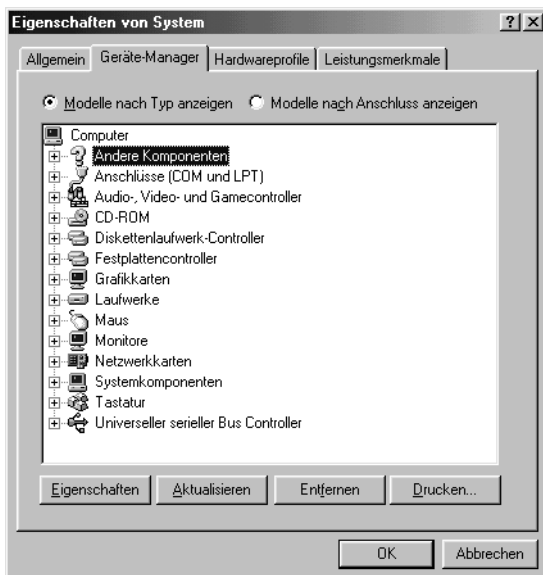 Eigenschaften von System
Allgemein Geräte-Manager Hardwareprofile Leistungsmerkmale
Modelle nach Typ anzeigen Modelle nach Anschluss anzeigen
Computer
Andere Komponenten
Anschlüsse (COM und LPT)
Audio-, Video- und Gamecontroller
CD-ROM
Diskettenlaufwerk-Controller
Festplattencontroller
Grafikkarten
Laufwerke
Maus
Monitore
Netzwerkkarten
Systemkomponenten
Tastatur
Universeller serieller Bus Controller
Eigenschaften Aktualisieren Entfernen Drucken...
OK Abbrechen